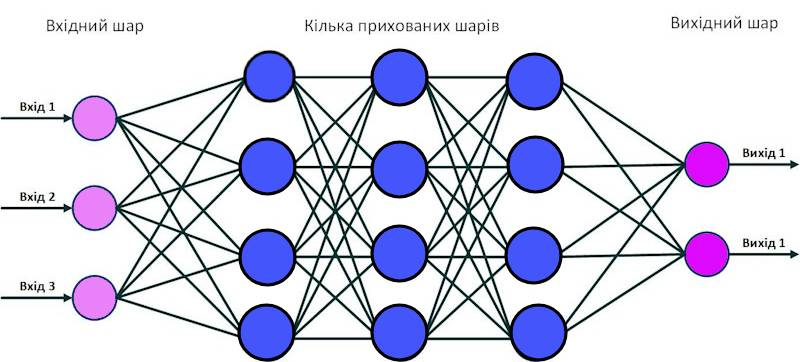 Вхідний шар
Кілька прихованих шарів
Вихідний шар
Вхід 1
Вхід 2
Вхід 3
Вихід 1
Вихід 1